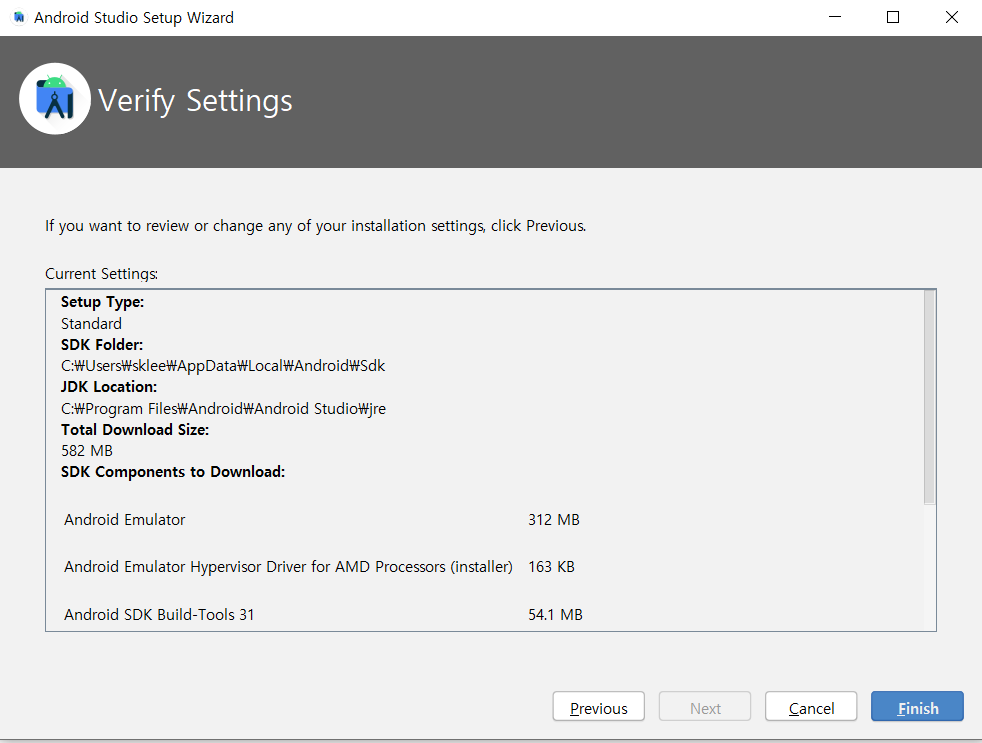 Android Studio Setup Wizard
Verify Settings
If you want to review or change any of your installation settings, click Previous.
Current Settings:
Setup Type:
Standard
SDK Folder:
C:₩Users₩sklee₩AppData₩Local₩Android₩Sdk
JDK Location:
C:₩Program Files₩Android₩Android Studio₩jre
Total Download Size:
582 MB
SDK Components to Download:
Android Emulator 312 MB
Android Emulator Hypervisor Driver for AMD Processors (installer) 163 KB
Android SDK Build-Tools 31 54.1 MB
Previous Next Cancel Finish